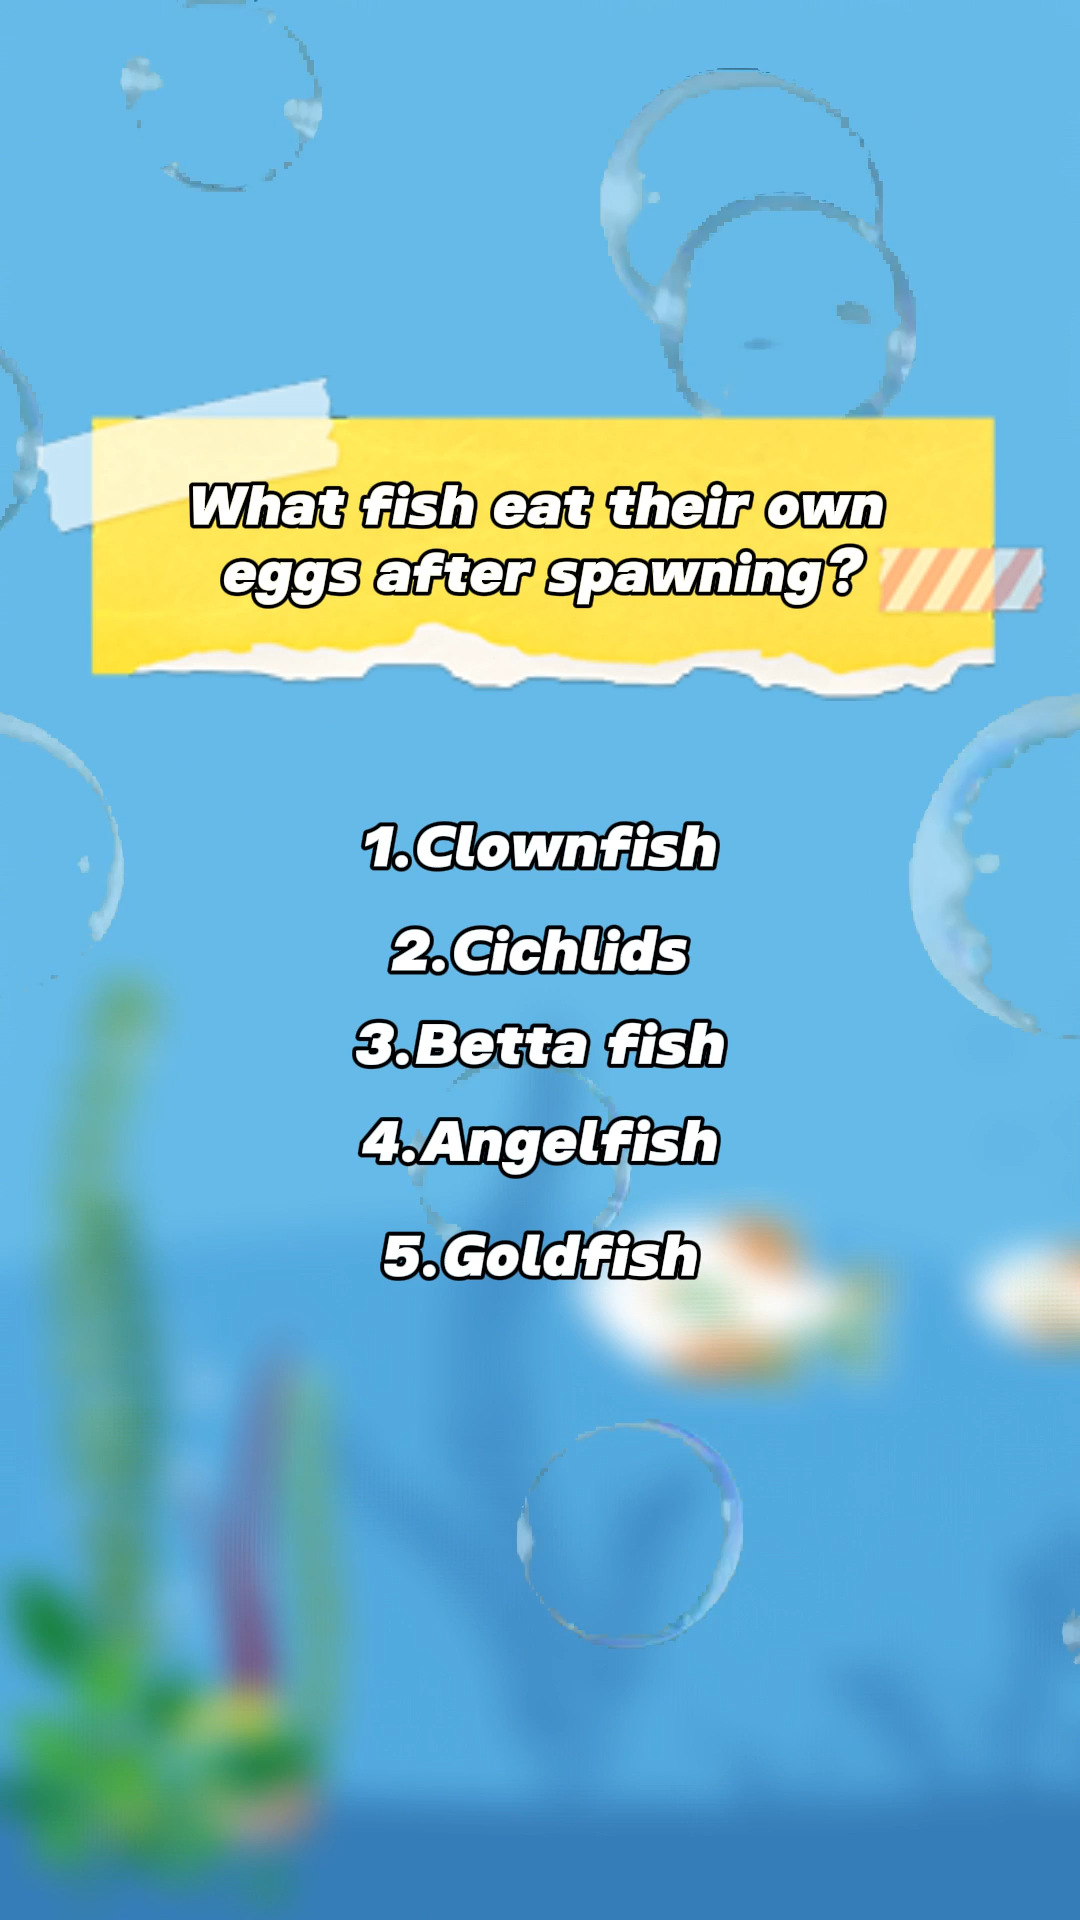 What fish eat their own
eggs after spawning?
1.Clownfish
2.Cichlids
3.Betta fish
4.Angelfish
5.Goldfish